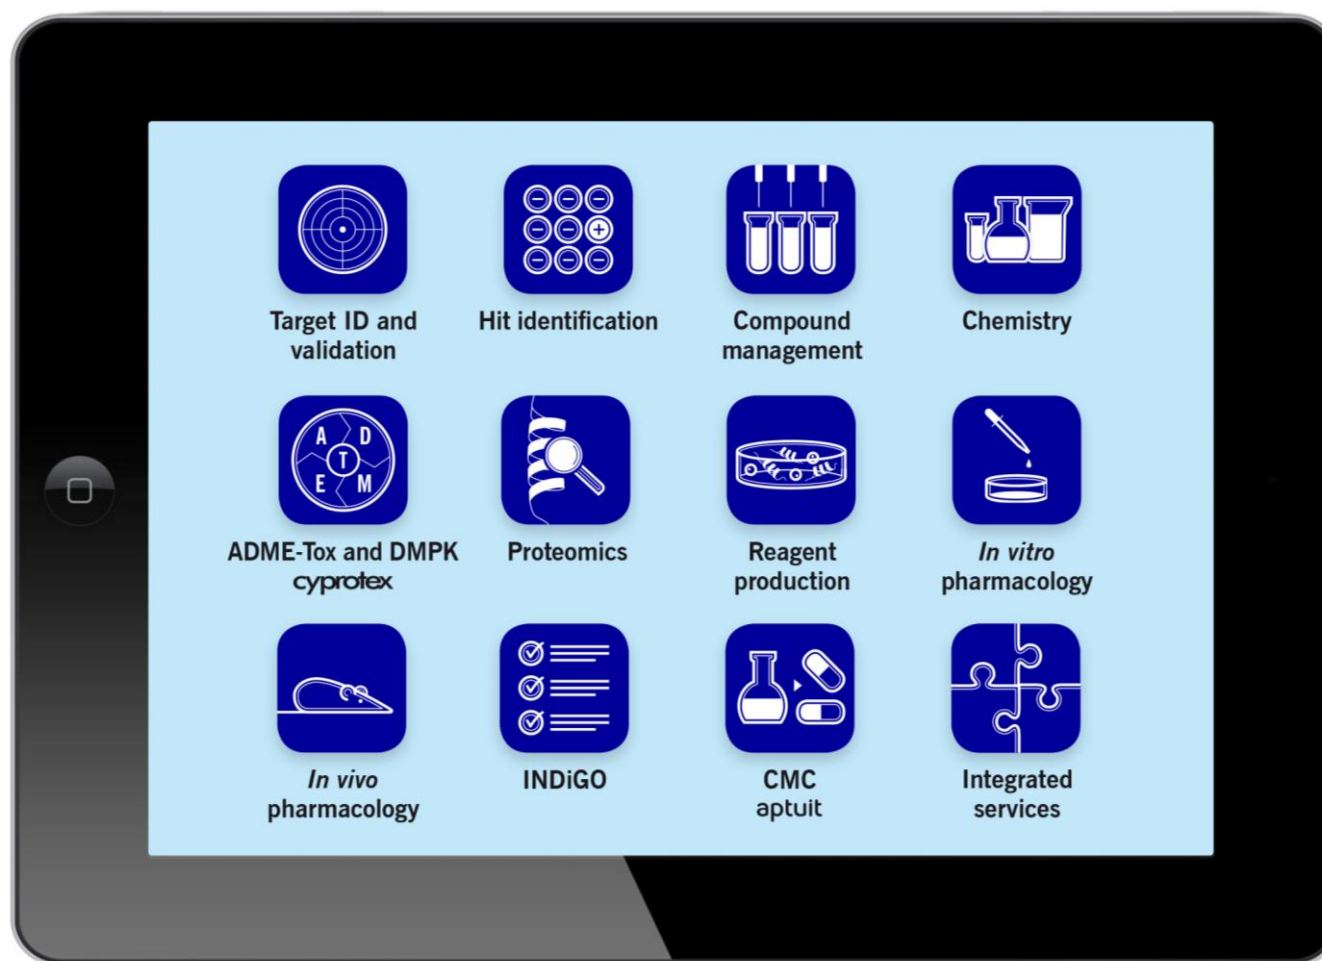 Target ID and
validation
Hit identification
Compound
management
Chemistry
A D
T
E M
ADME-Tox and DMPK
cyprotex
Proteomics
Reagent
production
In vitro
pharmacology
In vivo
pharmacology
INDiGO
CMC
aptuit
Integrated
services